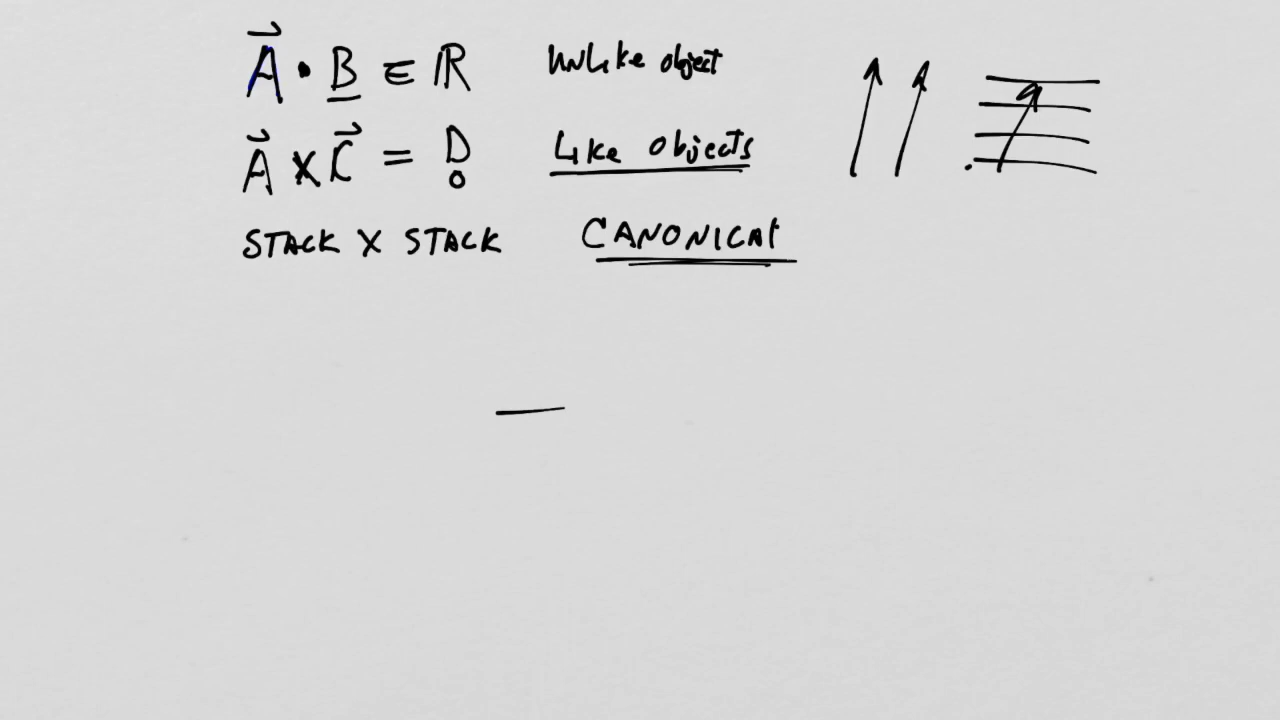 A⃗ · B̲ ∈ ℝ UNLike object
A⃗ × C⃗ = D̥ Like Objects
STACK X STACK CANONICAL